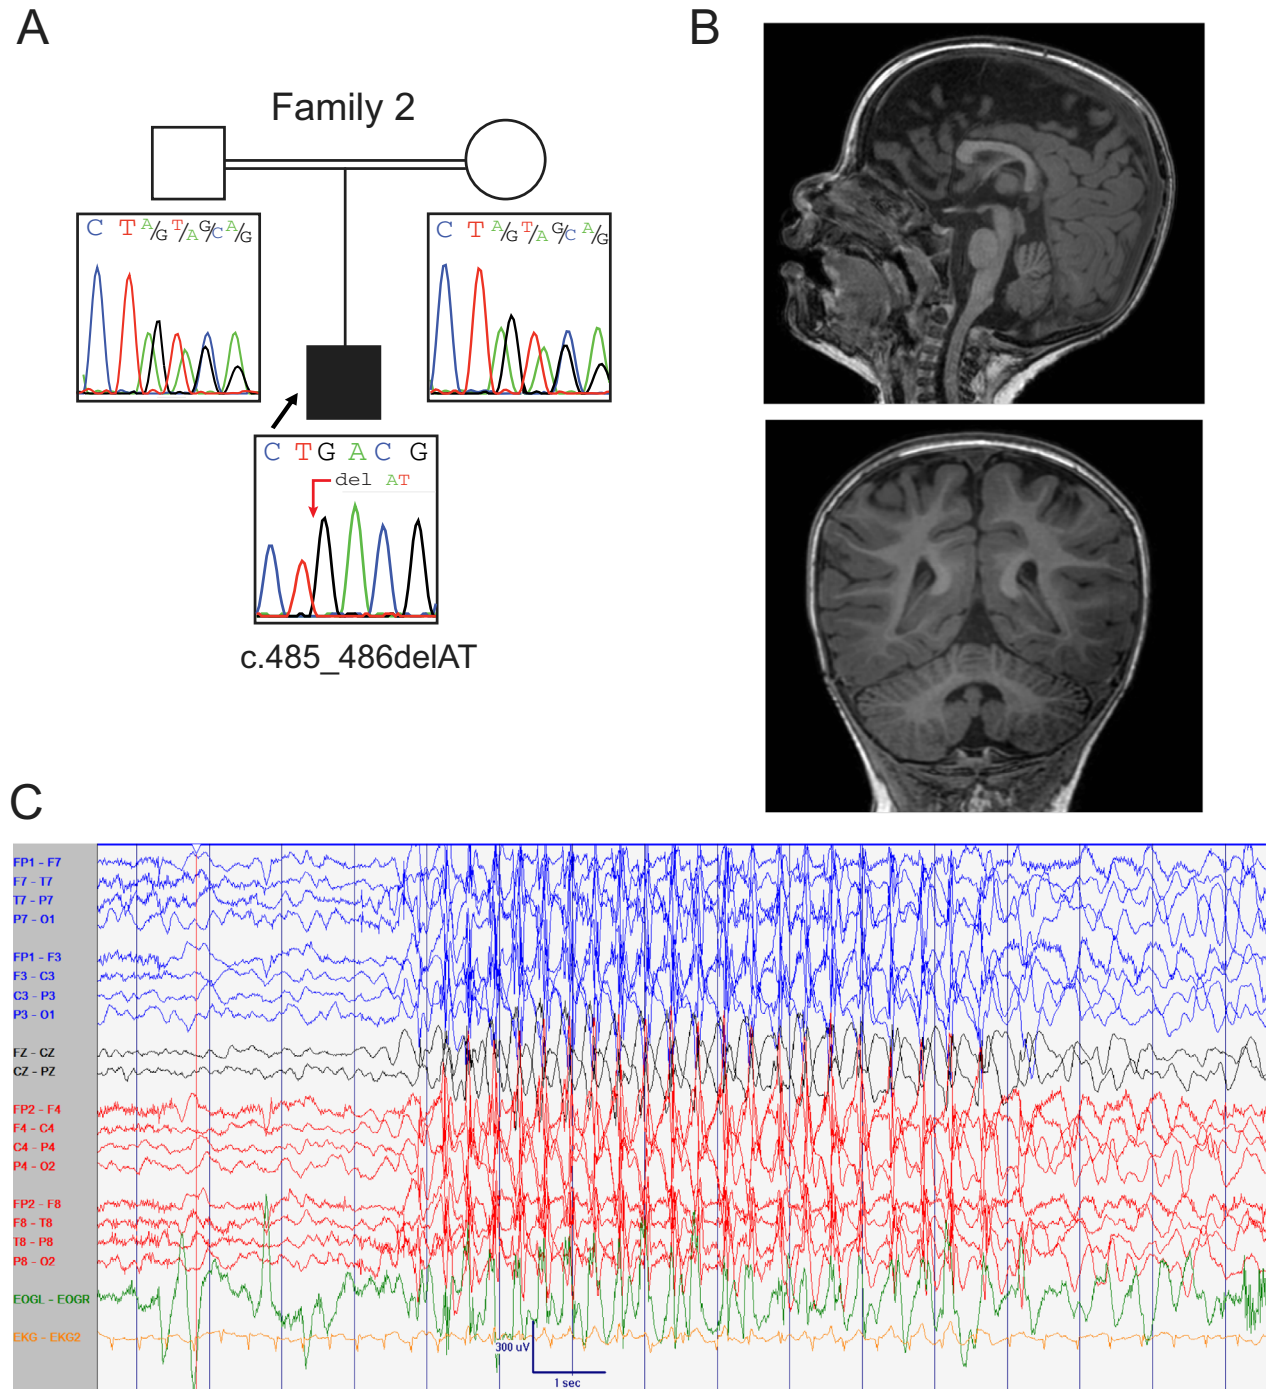 A
B
Family 2
C T A/G T/A G/C A/G
C T A/G T/A G/C A/G
C T G A C G
del AT
c.485_486delAT
C
FP1 - F7
F7 - T7
T7 - P7
P7 - O1
FP1 - F3
F3 - C3
C3 - P3
P3 - O1
FZ - CZ
CZ - PZ
FP2 - F4
F4 - C4
C4 - P4
P4 - O2
FP2 - F8
F8 - T8
T8 - P8
P8 - O2
EOGL - EOGR
EKG - EKG2
300 uV
1 sec